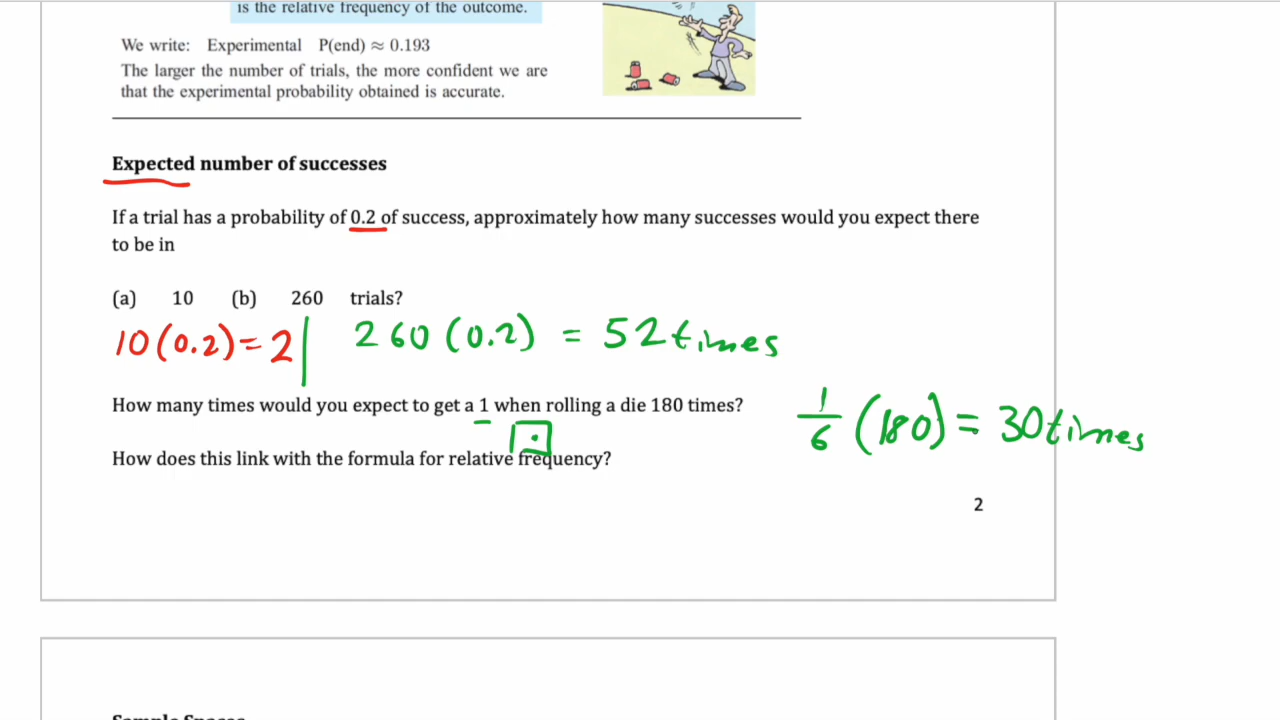 is the relative frequency of the outcome.
We write: Experimental P(end) ≈ 0.193
The larger the number of trials, the more confident we are
that the experimental probability obtained is accurate.
Expected number of successes
If a trial has a probability of 0.2 of success, approximately how many successes would you expect there
to be in
(a) 10 (b) 260 trials?
10(0.2)=2 260(0.2) = 52 times
How many times would you expect to get a 1 when rolling a die 180 times?
1/6 (180) = 30 times
How does this link with the formula for relative frequency?
2
Sample Spaces